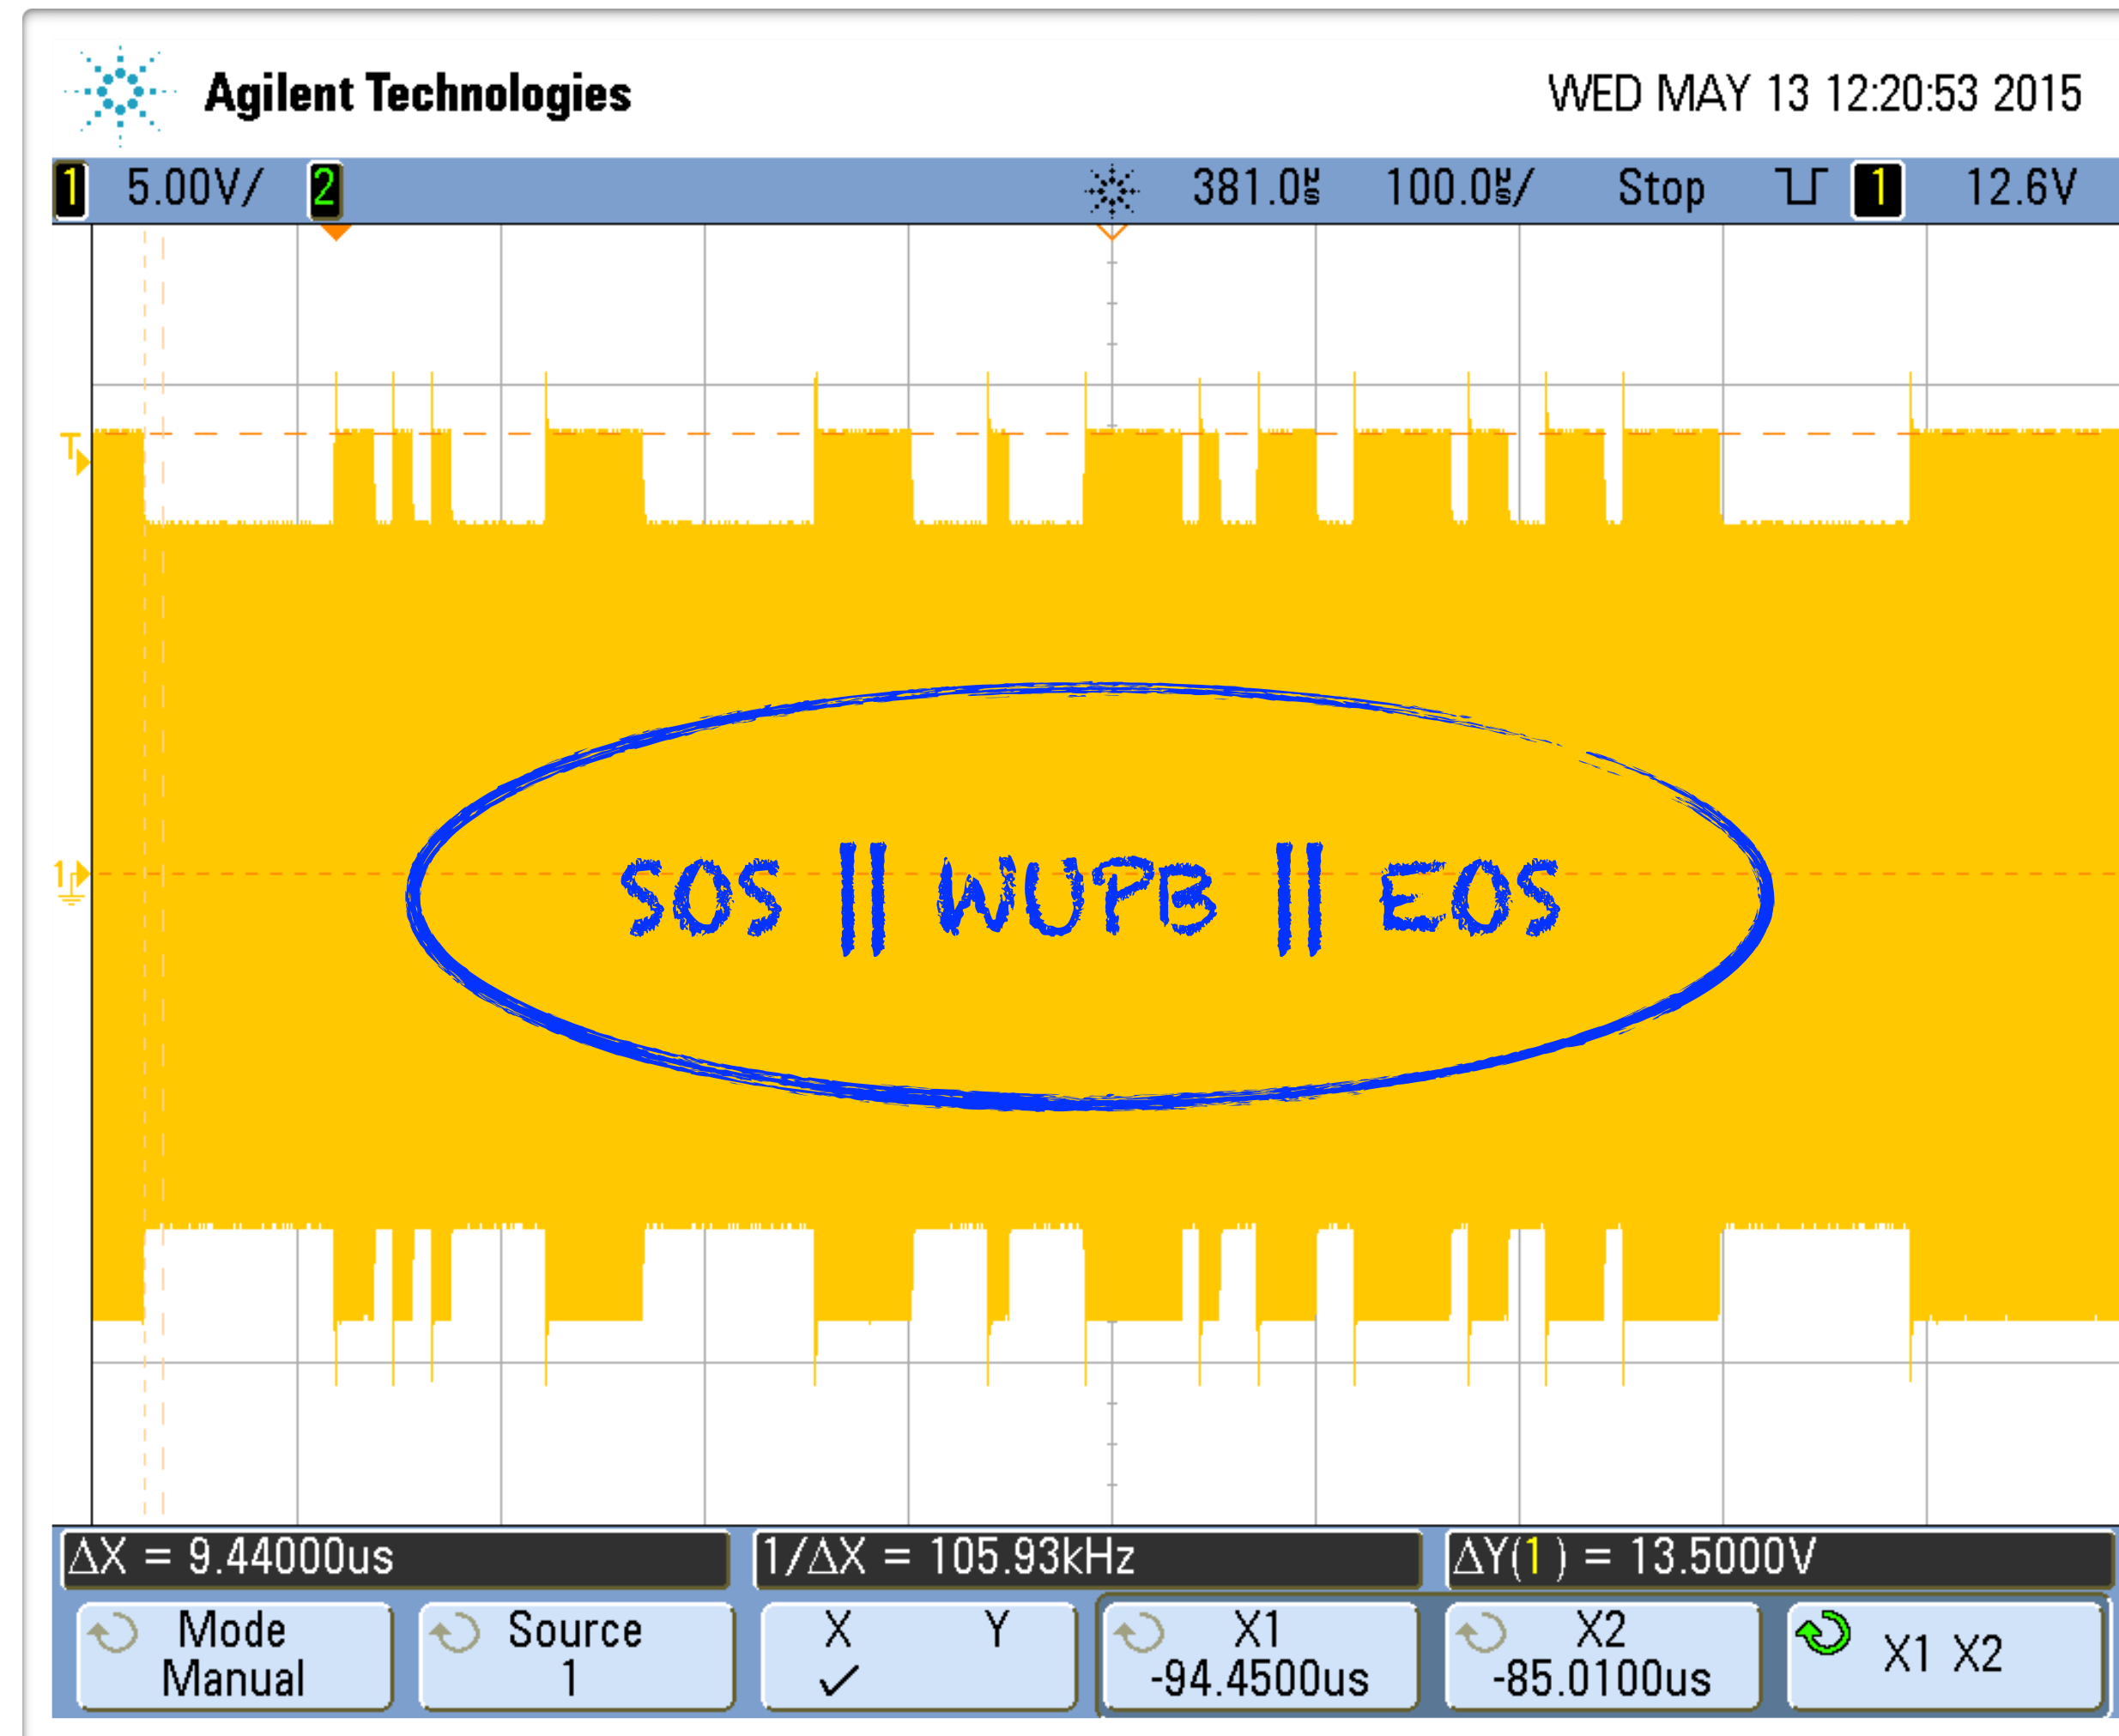 Agilent Technologies WED MAY 13 12:20:53 2015
1 5.00V/ 2 381.0µs 100.0µs/ Stop 1 12.6V
T
1
SOS || WUPB || EOS
ΔX = 9.44000us 1/ΔX = 105.93kHz ΔY(1) = 13.5000V
Mode Source X Y X1 X2 X1 X2
Manual 1 ✓ -94.4500us -85.0100us